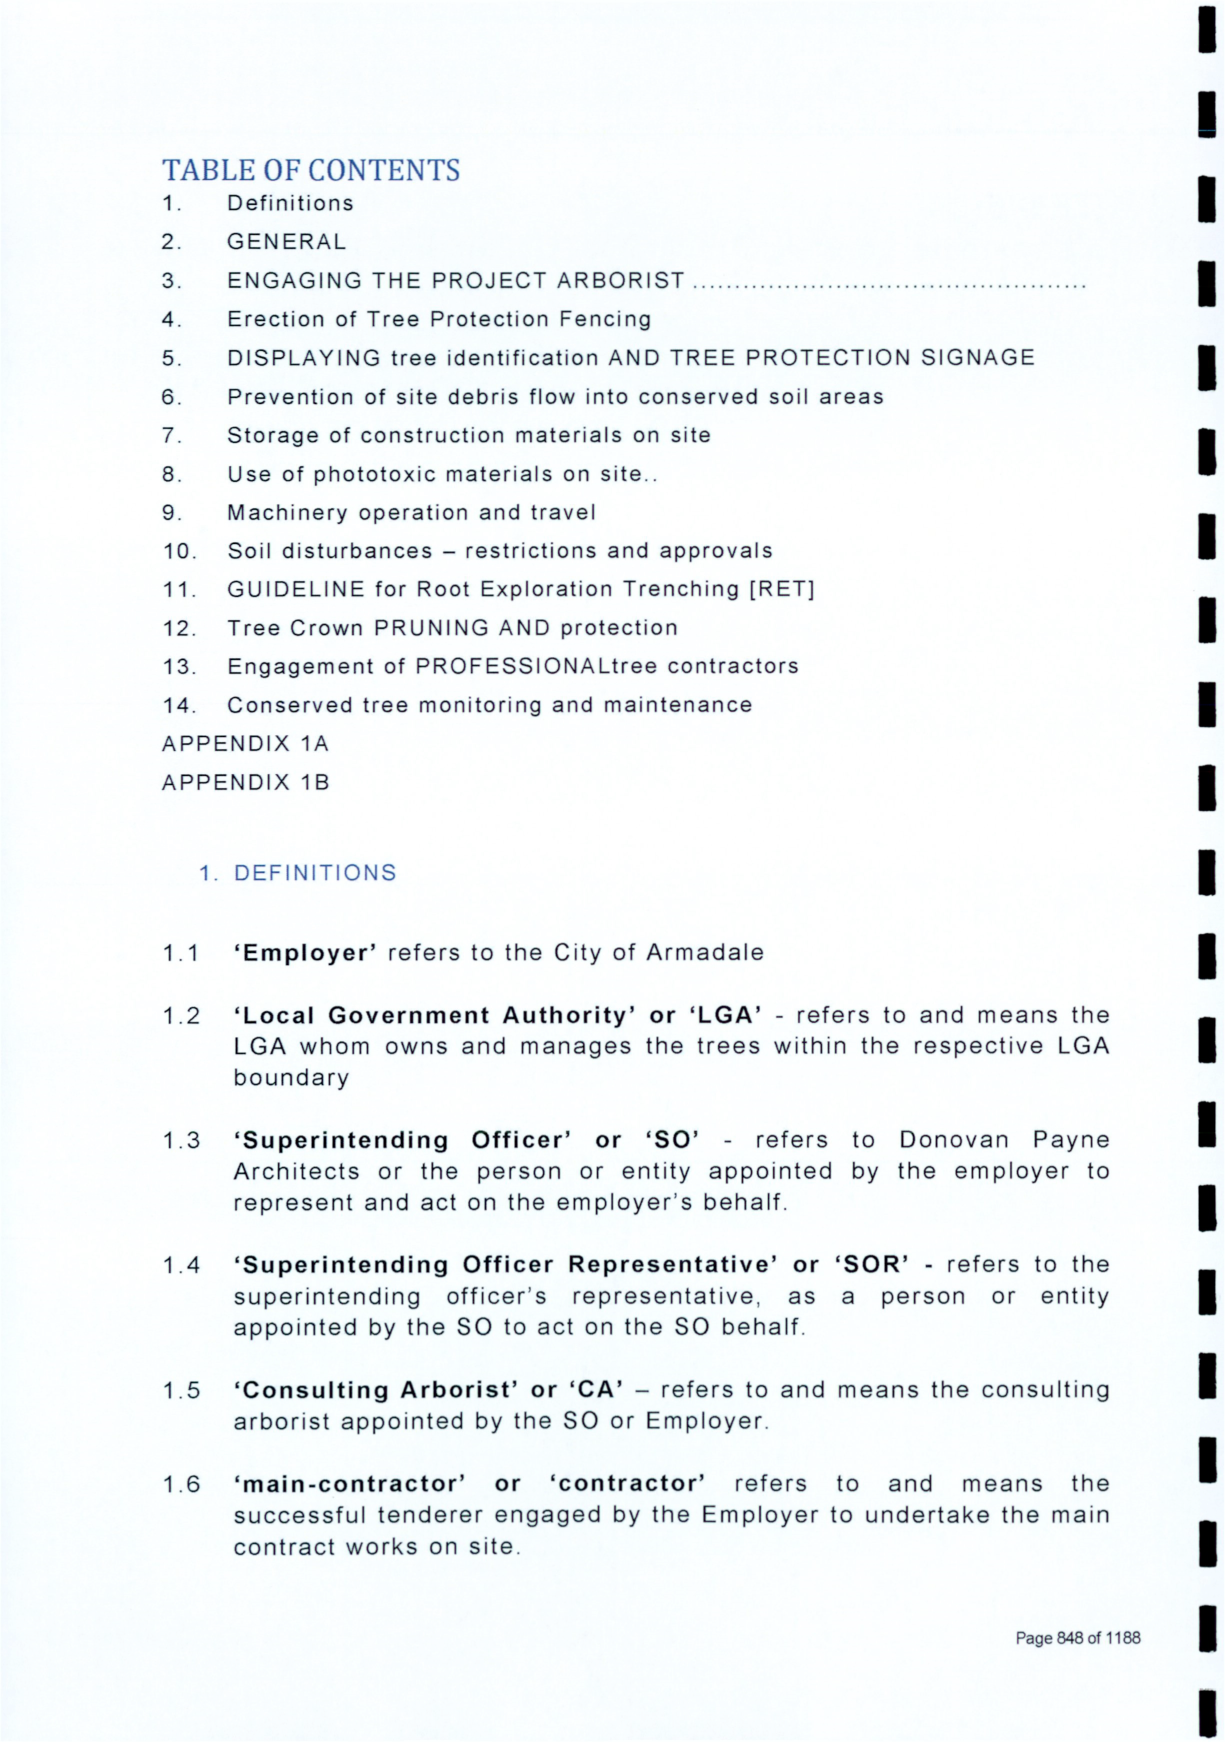 TABLE OF CONTENTS
1. Definitions
2. GENERAL
3. ENGAGING THE PROJECT ARBORIST ...............................................
4. Erection of Tree Protection Fencing
5. DISPLAYING tree identification AND TREE PROTECTION SIGNAGE
6. Prevention of site debris flow into conserved soil areas
7. Storage of construction materials on site
8. Use of phototoxic materials on site..
9. Machinery operation and travel
10. Soil disturbances – restrictions and approvals
11. GUIDELINE for Root Exploration Trenching [RET]
12. Tree Crown PRUNING AND protection
13. Engagement of PROFESSIONALtree contractors
14. Conserved tree monitoring and maintenance
APPENDIX 1A
APPENDIX 1B
1. DEFINITIONS
1.1 ‘Employer’ refers to the City of Armadale
1.2 ‘Local Government Authority’ or ‘LGA’ - refers to and means the
LGA whom owns and manages the trees within the respective LGA
boundary
1.3 ‘Superintending Officer’ or ‘SO’ - refers to Donovan Payne
Architects or the person or entity appointed by the employer to
represent and act on the employer’s behalf.
1.4 ‘Superintending Officer Representative’ or ‘SOR’ - refers to the
superintending officer’s representative, as a person or entity
appointed by the SO to act on the SO behalf.
1.5 ‘Consulting Arborist’ or ‘CA’ – refers to and means the consulting
arborist appointed by the SO or Employer.
1.6 ‘main-contractor’ or ‘contractor’ refers to and means the
successful tenderer engaged by the Employer to undertake the main
contract works on site.
Page 848 of 1188